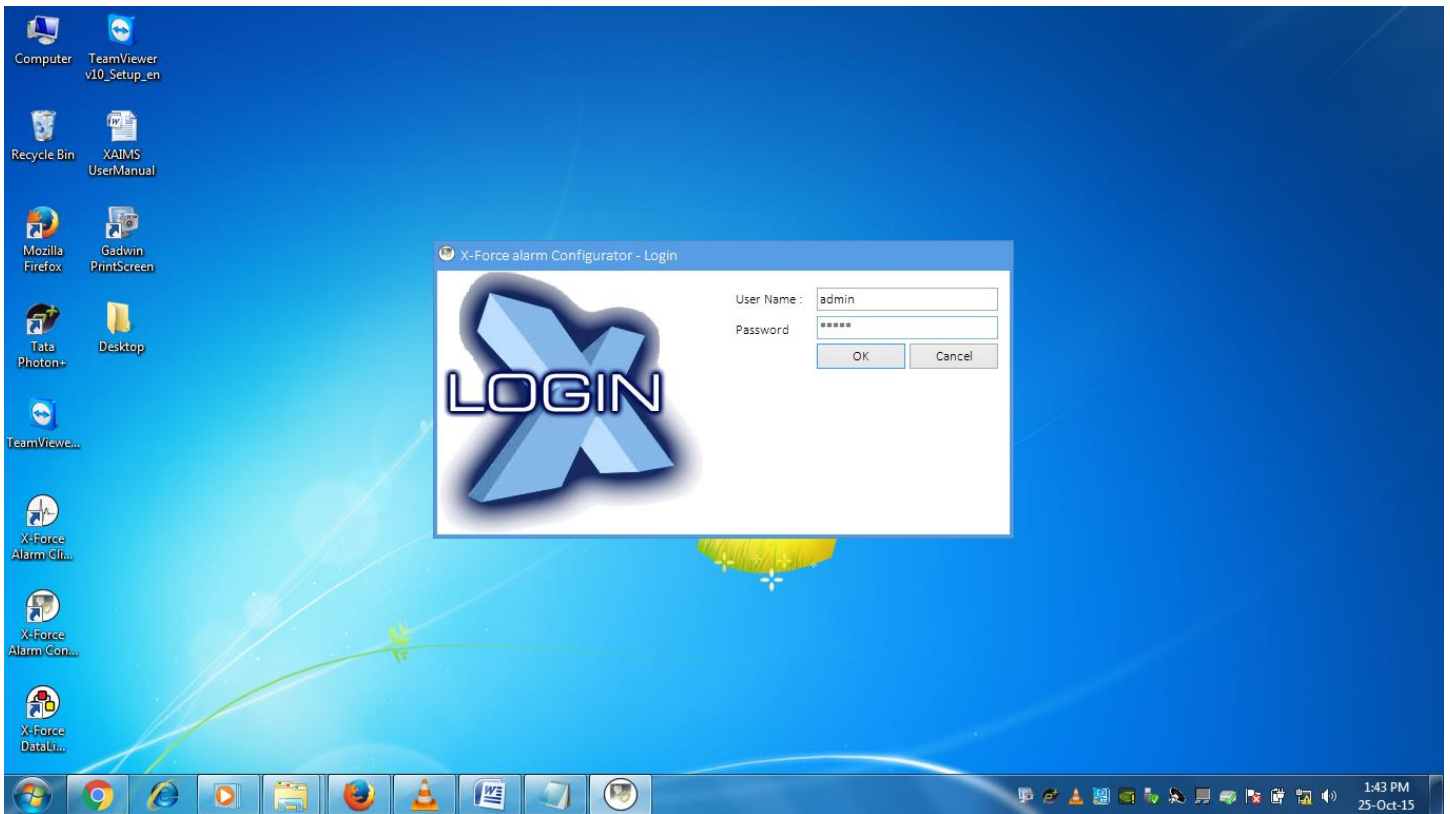 Computer
TeamViewer
v10_Setup_en
Recycle Bin
XAIMS
UserManual
Mozilla
Firefox
Gadwin
PrintScreen
Tata
Photon+
Desktop
TeamViewe...
X-Force
Alarm Cli...
X-Force
Alarm Con...
X-Force
DataLi...
X-Force alarm Configurator - Login
LOGIN
User Name :
admin
Password
*****
OK
Cancel
1:43 PM
25-Oct-15